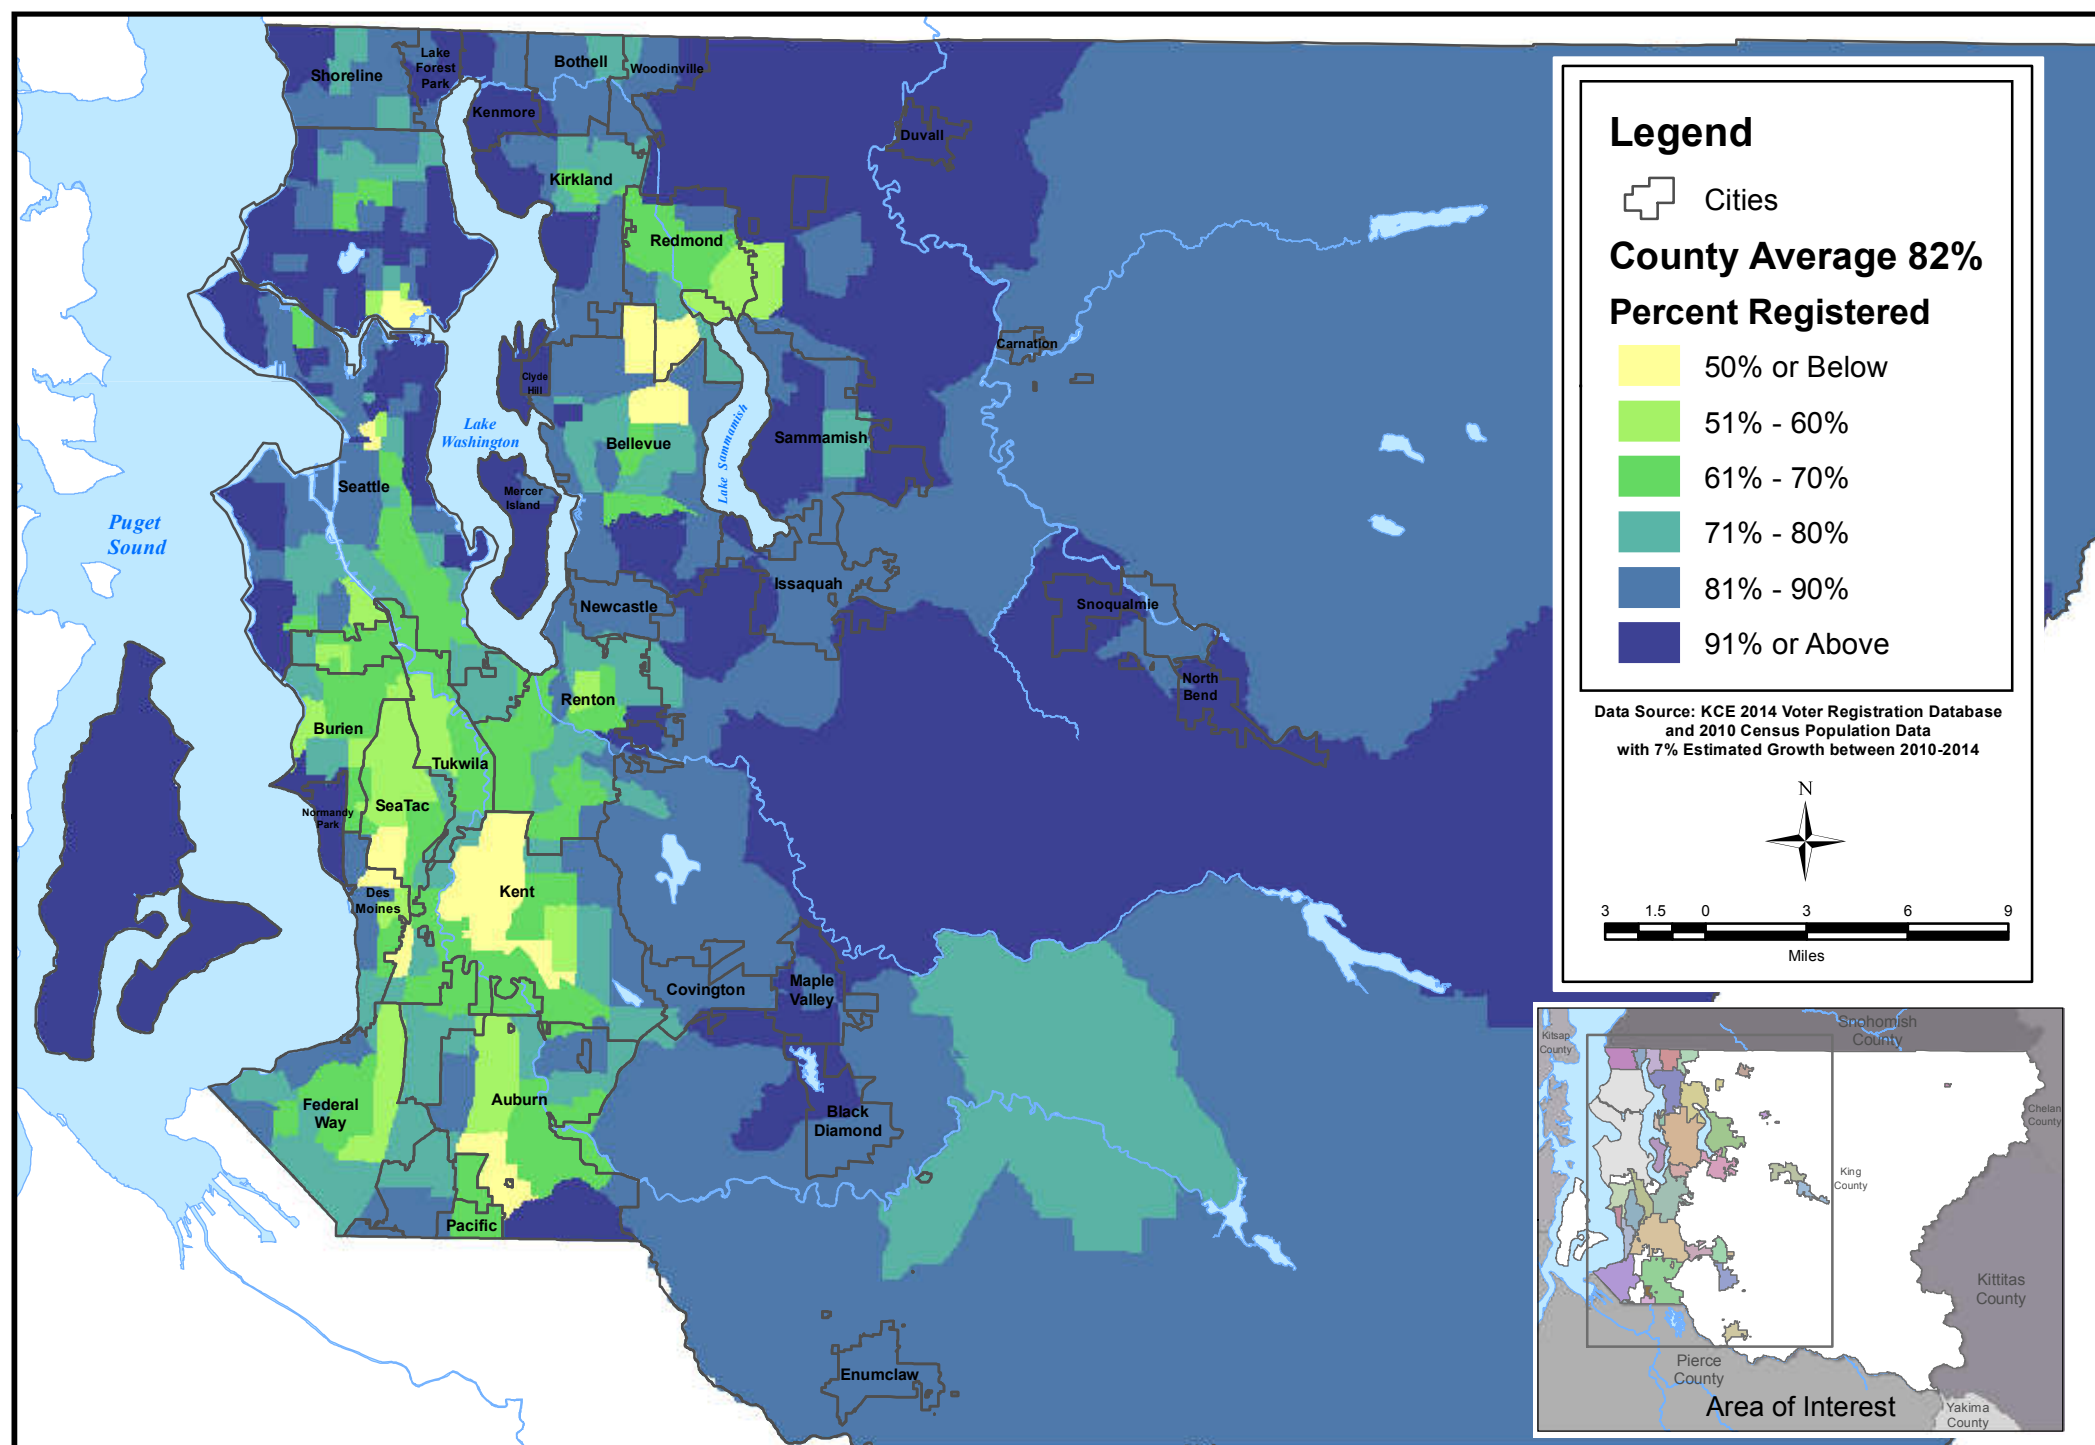 Shoreline
Lake
Forest
Park
Bothell
Woodinville
Kenmore
Duvall
Kirkland
Redmond
Carnation
Clyde
Hill
Lake
Washington
Bellevue
Lake Sammamish
Sammamish
Seattle
Mercer
Island
Puget
Sound
Issaquah
Newcastle
Snoqualmie
North
Bend
Renton
Burien
Tukwila
SeaTac
Normandy
Park
Kent
Des
Moines
Covington
Maple
Valley
Federal
Way
Auburn
Black
Diamond
Pacific
Enumclaw
Legend
Cities
County Average 82%
Percent Registered
50% or Below
51% - 60%
61% - 70%
71% - 80%
81% - 90%
91% or Above
Data Source: KCE 2014 Voter Registration Database
and 2010 Census Population Data
with 7% Estimated Growth between 2010-2014
N
3 1.5 0 3 6 9
Miles
Kitsap
County
Snohomish
County
Chelan
County
King
County
Kittitas
County
Pierce
County
Yakima
County
Area of Interest